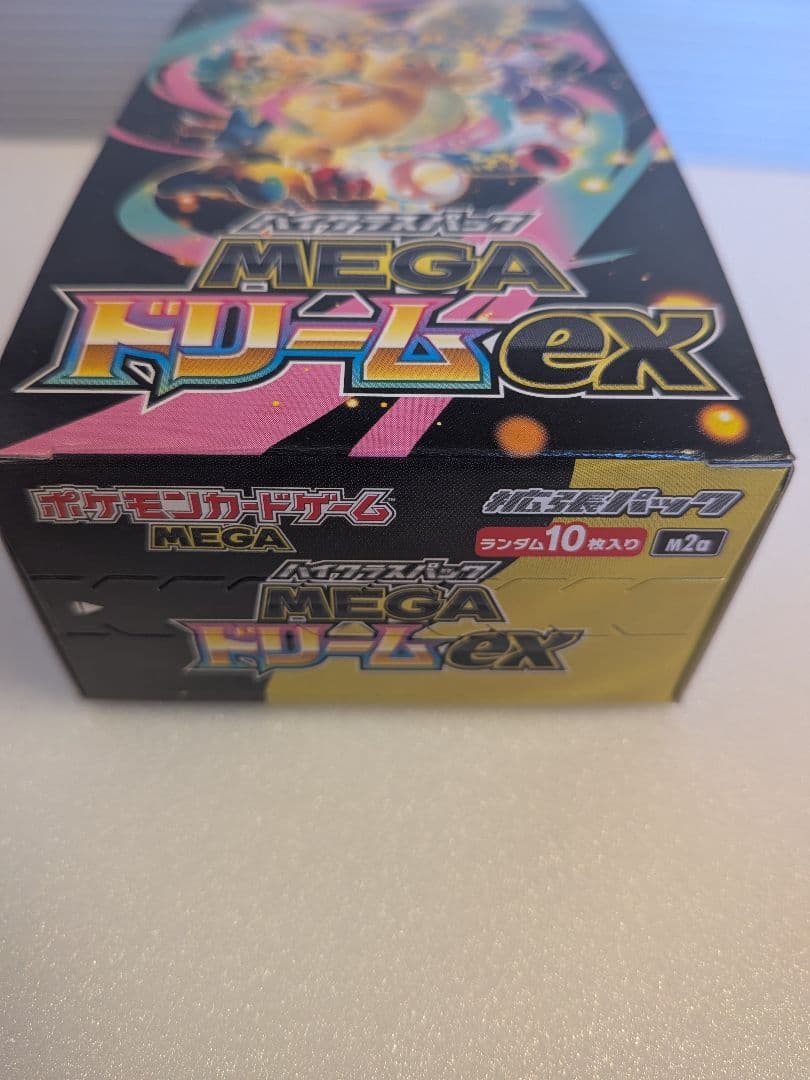 ハイクラスパック
MEGA
ドリームex
ポケモンカードゲーム™
MEGA
拡張パック
ランダム10枚入り
M2a
ハイクラスパック
MEGA
ドリームex